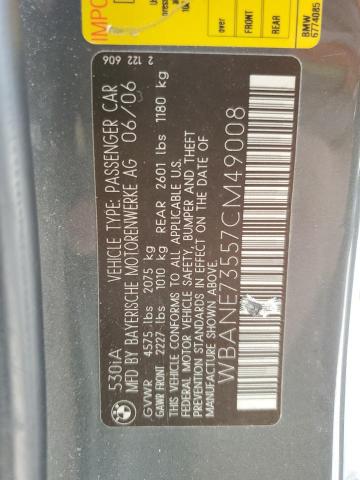 530iA
VEHICLE TYPE: PASSENGER CAR
MFD BY BAYERISCHE MOTORENWERKE AG 06/06
2 122 606
GVWR 4575 lbs 2075 kg
GAWR FRONT 2227 lbs 1010 kg REAR 2601 lbs 1180 kg
THIS VEHICLE CONFORMS TO ALL APPLICABLE U.S.
FEDERAL MOTOR VEHICLE SAFETY, BUMPER AND THEFT
PREVENTION STANDARDS IN EFFECT ON THE DATE OF
MANUFACTURE SHOWN ABOVE.
WBANE73557CM49008
IMPO
over
FRONT
REAR
BMW
6774085